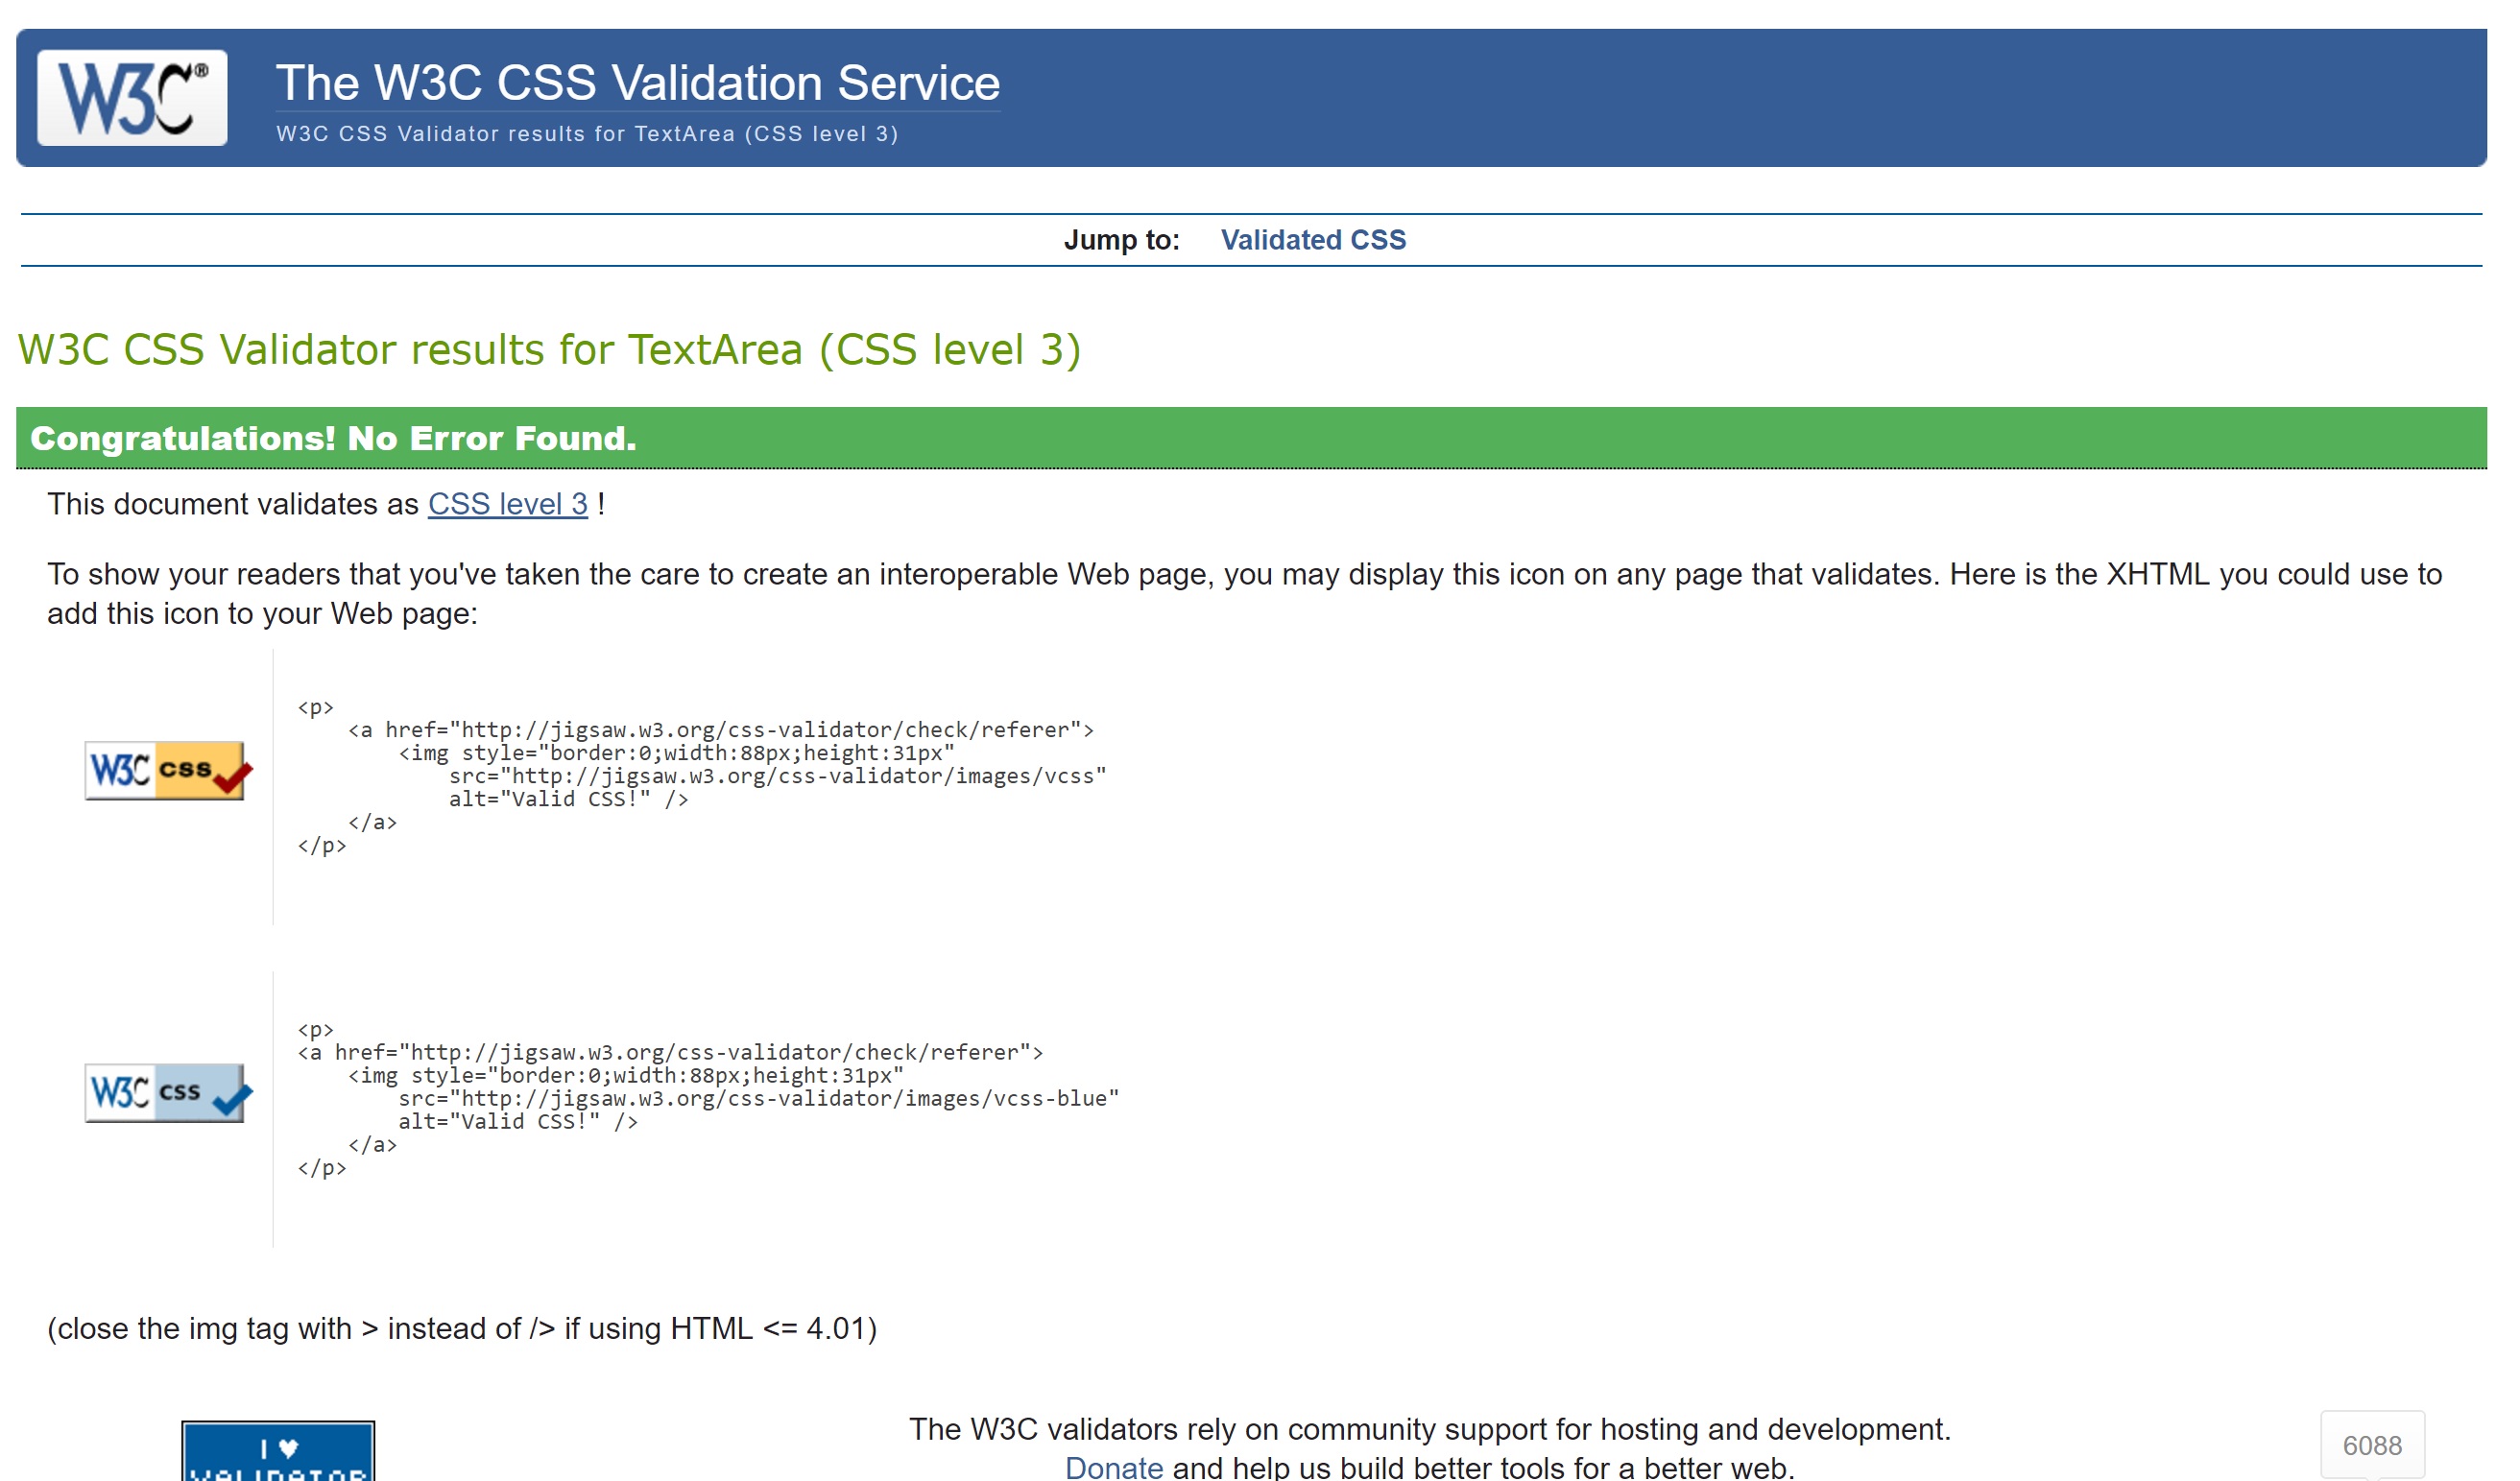 W3C®
The W3C CSS Validation Service
W3C CSS Validator results for TextArea (CSS level 3)
Jump to: Validated CSS
W3C CSS Validator results for TextArea (CSS level 3)
Congratulations! No Error Found.
This document validates as CSS level 3 !
To show your readers that you've taken the care to create an interoperable Web page, you may display this icon on any page that validates. Here is the XHTML you could use to
add this icon to your Web page:
W3C css
<p>
    <a href="http://jigsaw.w3.org/css-validator/check/referer">
        <img style="border:0;width:88px;height:31px"
            src="http://jigsaw.w3.org/css-validator/images/vcss"
            alt="Valid CSS!" />
    </a>
</p>
W3C css
<p>
<a href="http://jigsaw.w3.org/css-validator/check/referer">
    <img style="border:0;width:88px;height:31px"
        src="http://jigsaw.w3.org/css-validator/images/vcss-blue"
        alt="Valid CSS!" />
    </a>
</p>
(close the img tag with > instead of /> if using HTML <= 4.01)
I ♥
VALIDATOR
The W3C validators rely on community support for hosting and development.
Donate and help us build better tools for a better web.
6088